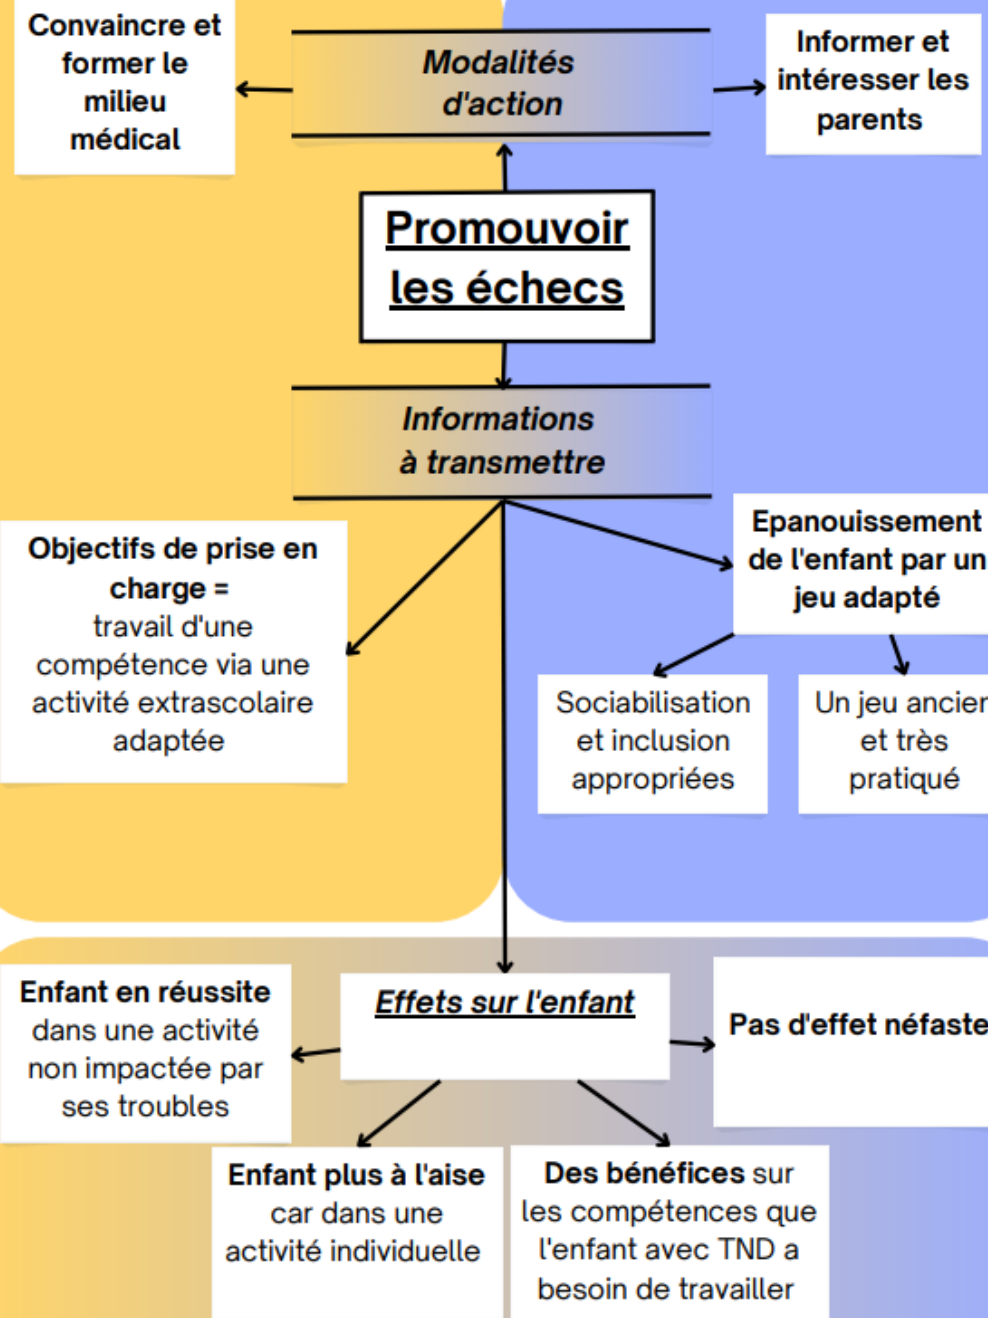 Convaincre et
former le
milieu
médical
Modalités
d'action
Informer et
intéresser les
parents
Promouvoir
les échecs
Informations
à transmettre
Objectifs de prise en
charge =
travail d'une
compétence via une
activité extrascolaire
adaptée
Epanouissement
de l'enfant par un
jeu adapté
Sociabilisation
et inclusion
appropriées
Un jeu ancien
et très
pratiqué
Enfant en réussite
dans une activité
non impactée par
ses troubles
Effets sur l'enfant
Pas d'effet néfaste
Enfant plus à l'aise
car dans une
activité individuelle
Des bénéfices sur
les compétences que
l'enfant avec TND a
besoin de travailler